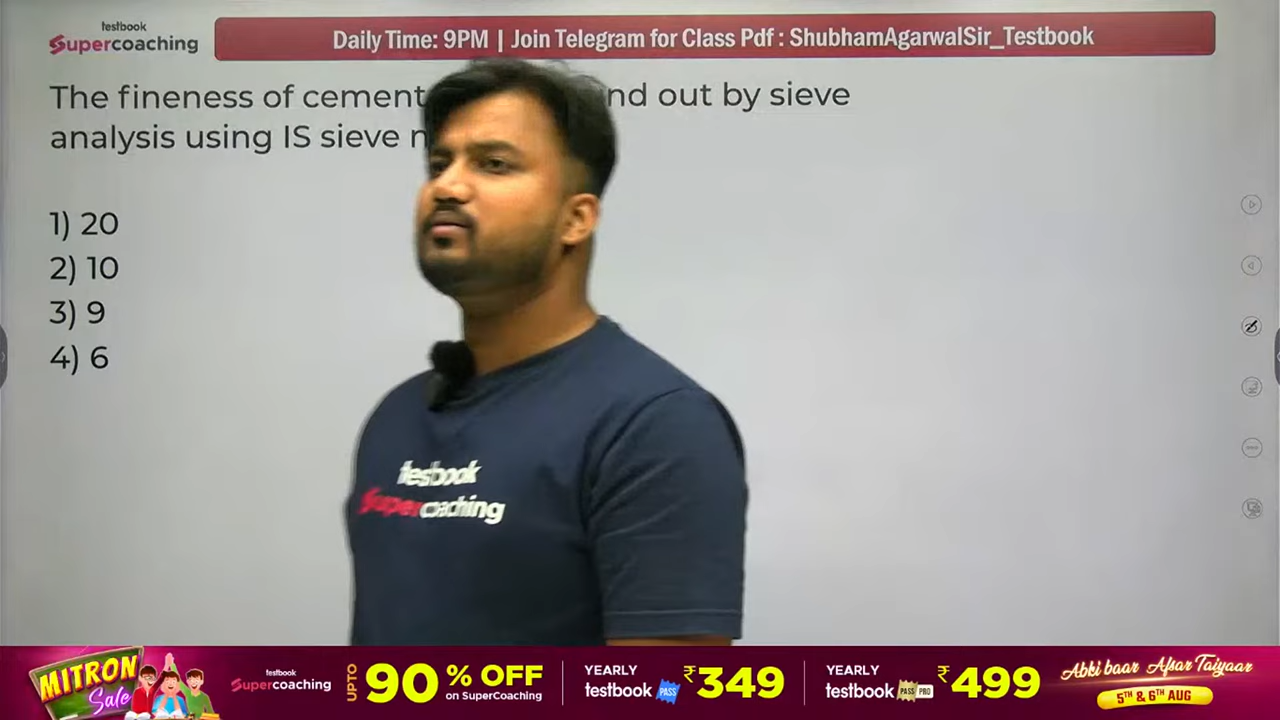 testbook
Supercoaching
Daily Time: 9PM | Join Telegram for Class Pdf : ShubhamAgarwalSir_Testbook
The fineness of cement nd out by sieve
analysis using IS sieve n
1) 20
2) 10
3) 9
4) 6
testbook
Supercoaching
MITRON
Sale
testbook
Supercoaching
UPTO 90 % OFF
on SuperCoaching
YEARLY
testbook PASS
₹349
YEARLY
testbook PASS PRO
₹499
Abki baar Afsar Taiyaar
5TH & 6TH AUG